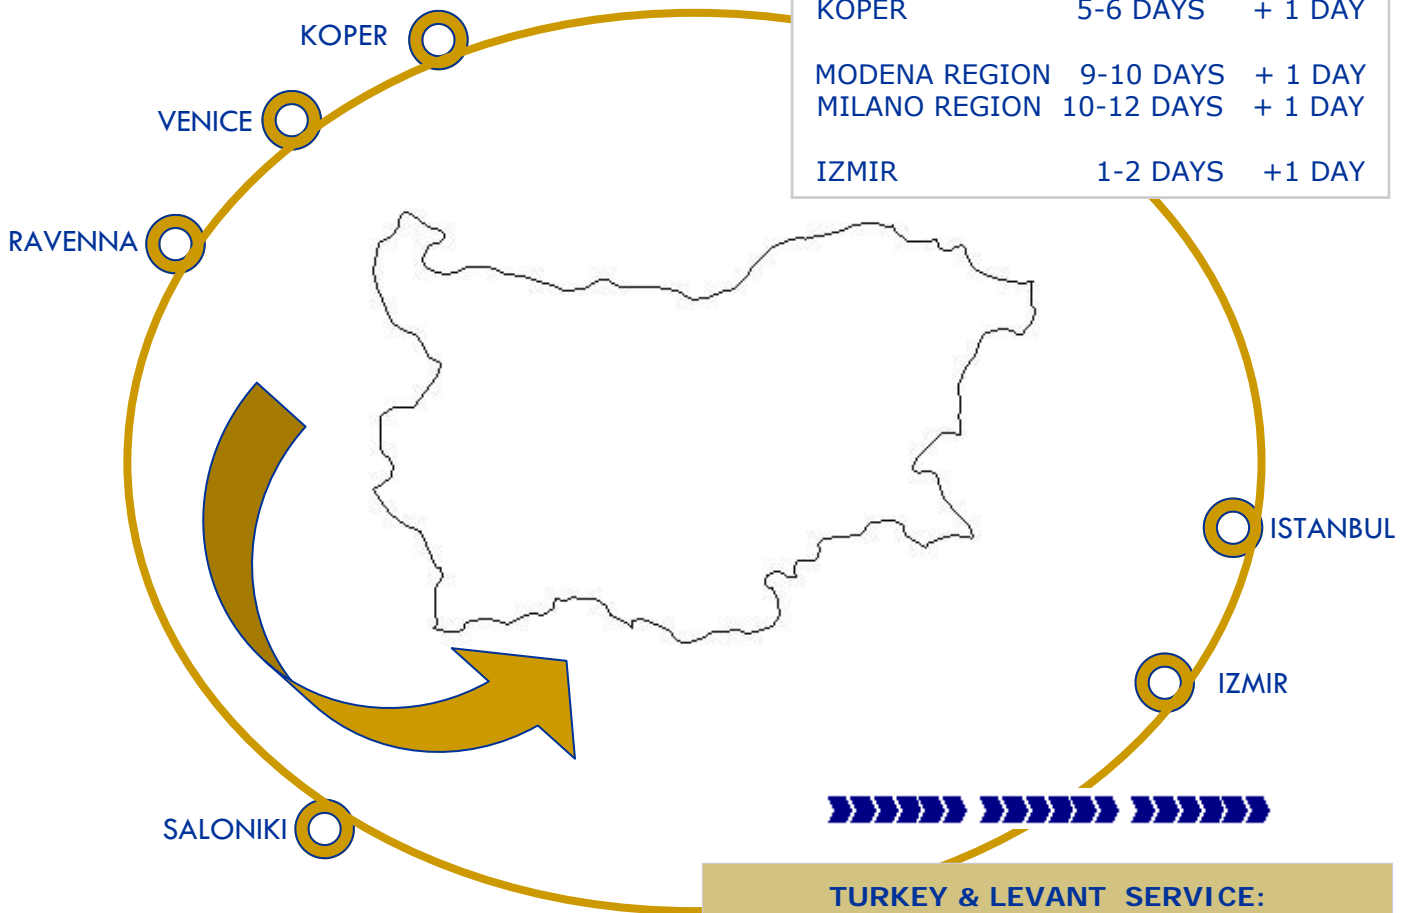 KOPER 5-6 DAYS + 1 DAY
MODENA REGION 9-10 DAYS + 1 DAY
MILANO REGION 10-12 DAYS + 1 DAY
IZMIR 1-2 DAYS +1 DAY
KOPER
VENICE
RAVENNA
ISTANBUL
IZMIR
SALONIKI
TURKEY & LEVANT SERVICE: